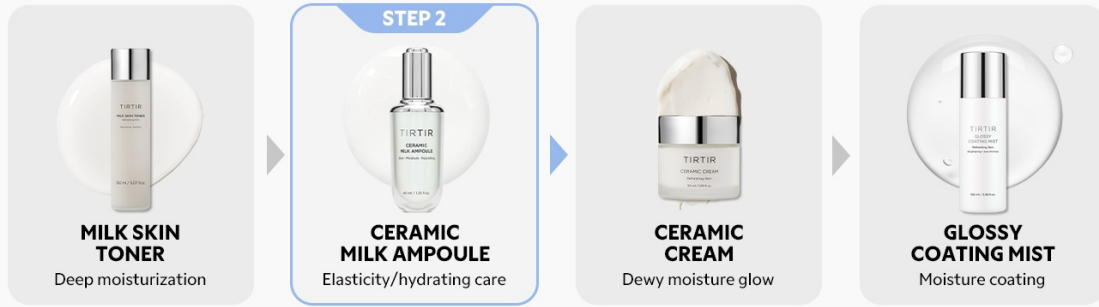 STEP 2
TIRTIR
MILK SKIN TONER
TIRTIR
CERAMIC
MILK AMPOULE
TIRTIR
CERAMIC CREAM
TIRTIR
GLOSSY
COATING MIST
MILK SKIN
TONER
Deep moisturization
CERAMIC
MILK AMPOULE
Elasticity/hydrating care
CERAMIC
CREAM
Dewy moisture glow
GLOSSY
COATING MIST
Moisture coating